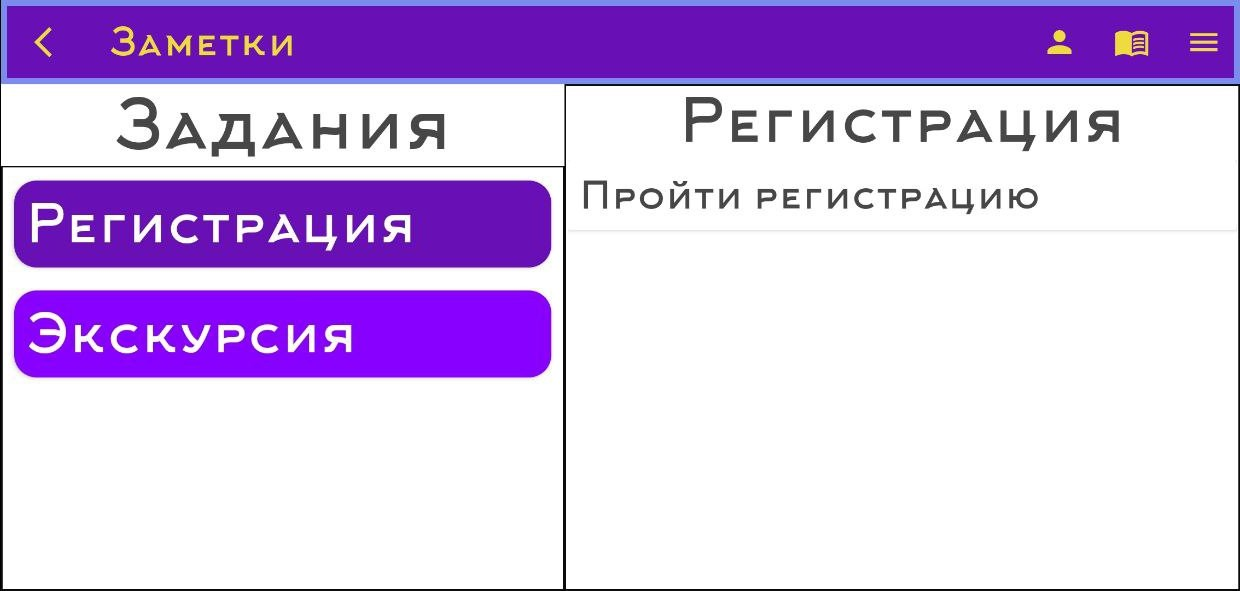 Заметки
Задания
Регистрация
Экскурсия
Регистрация
Пройти регистрацию